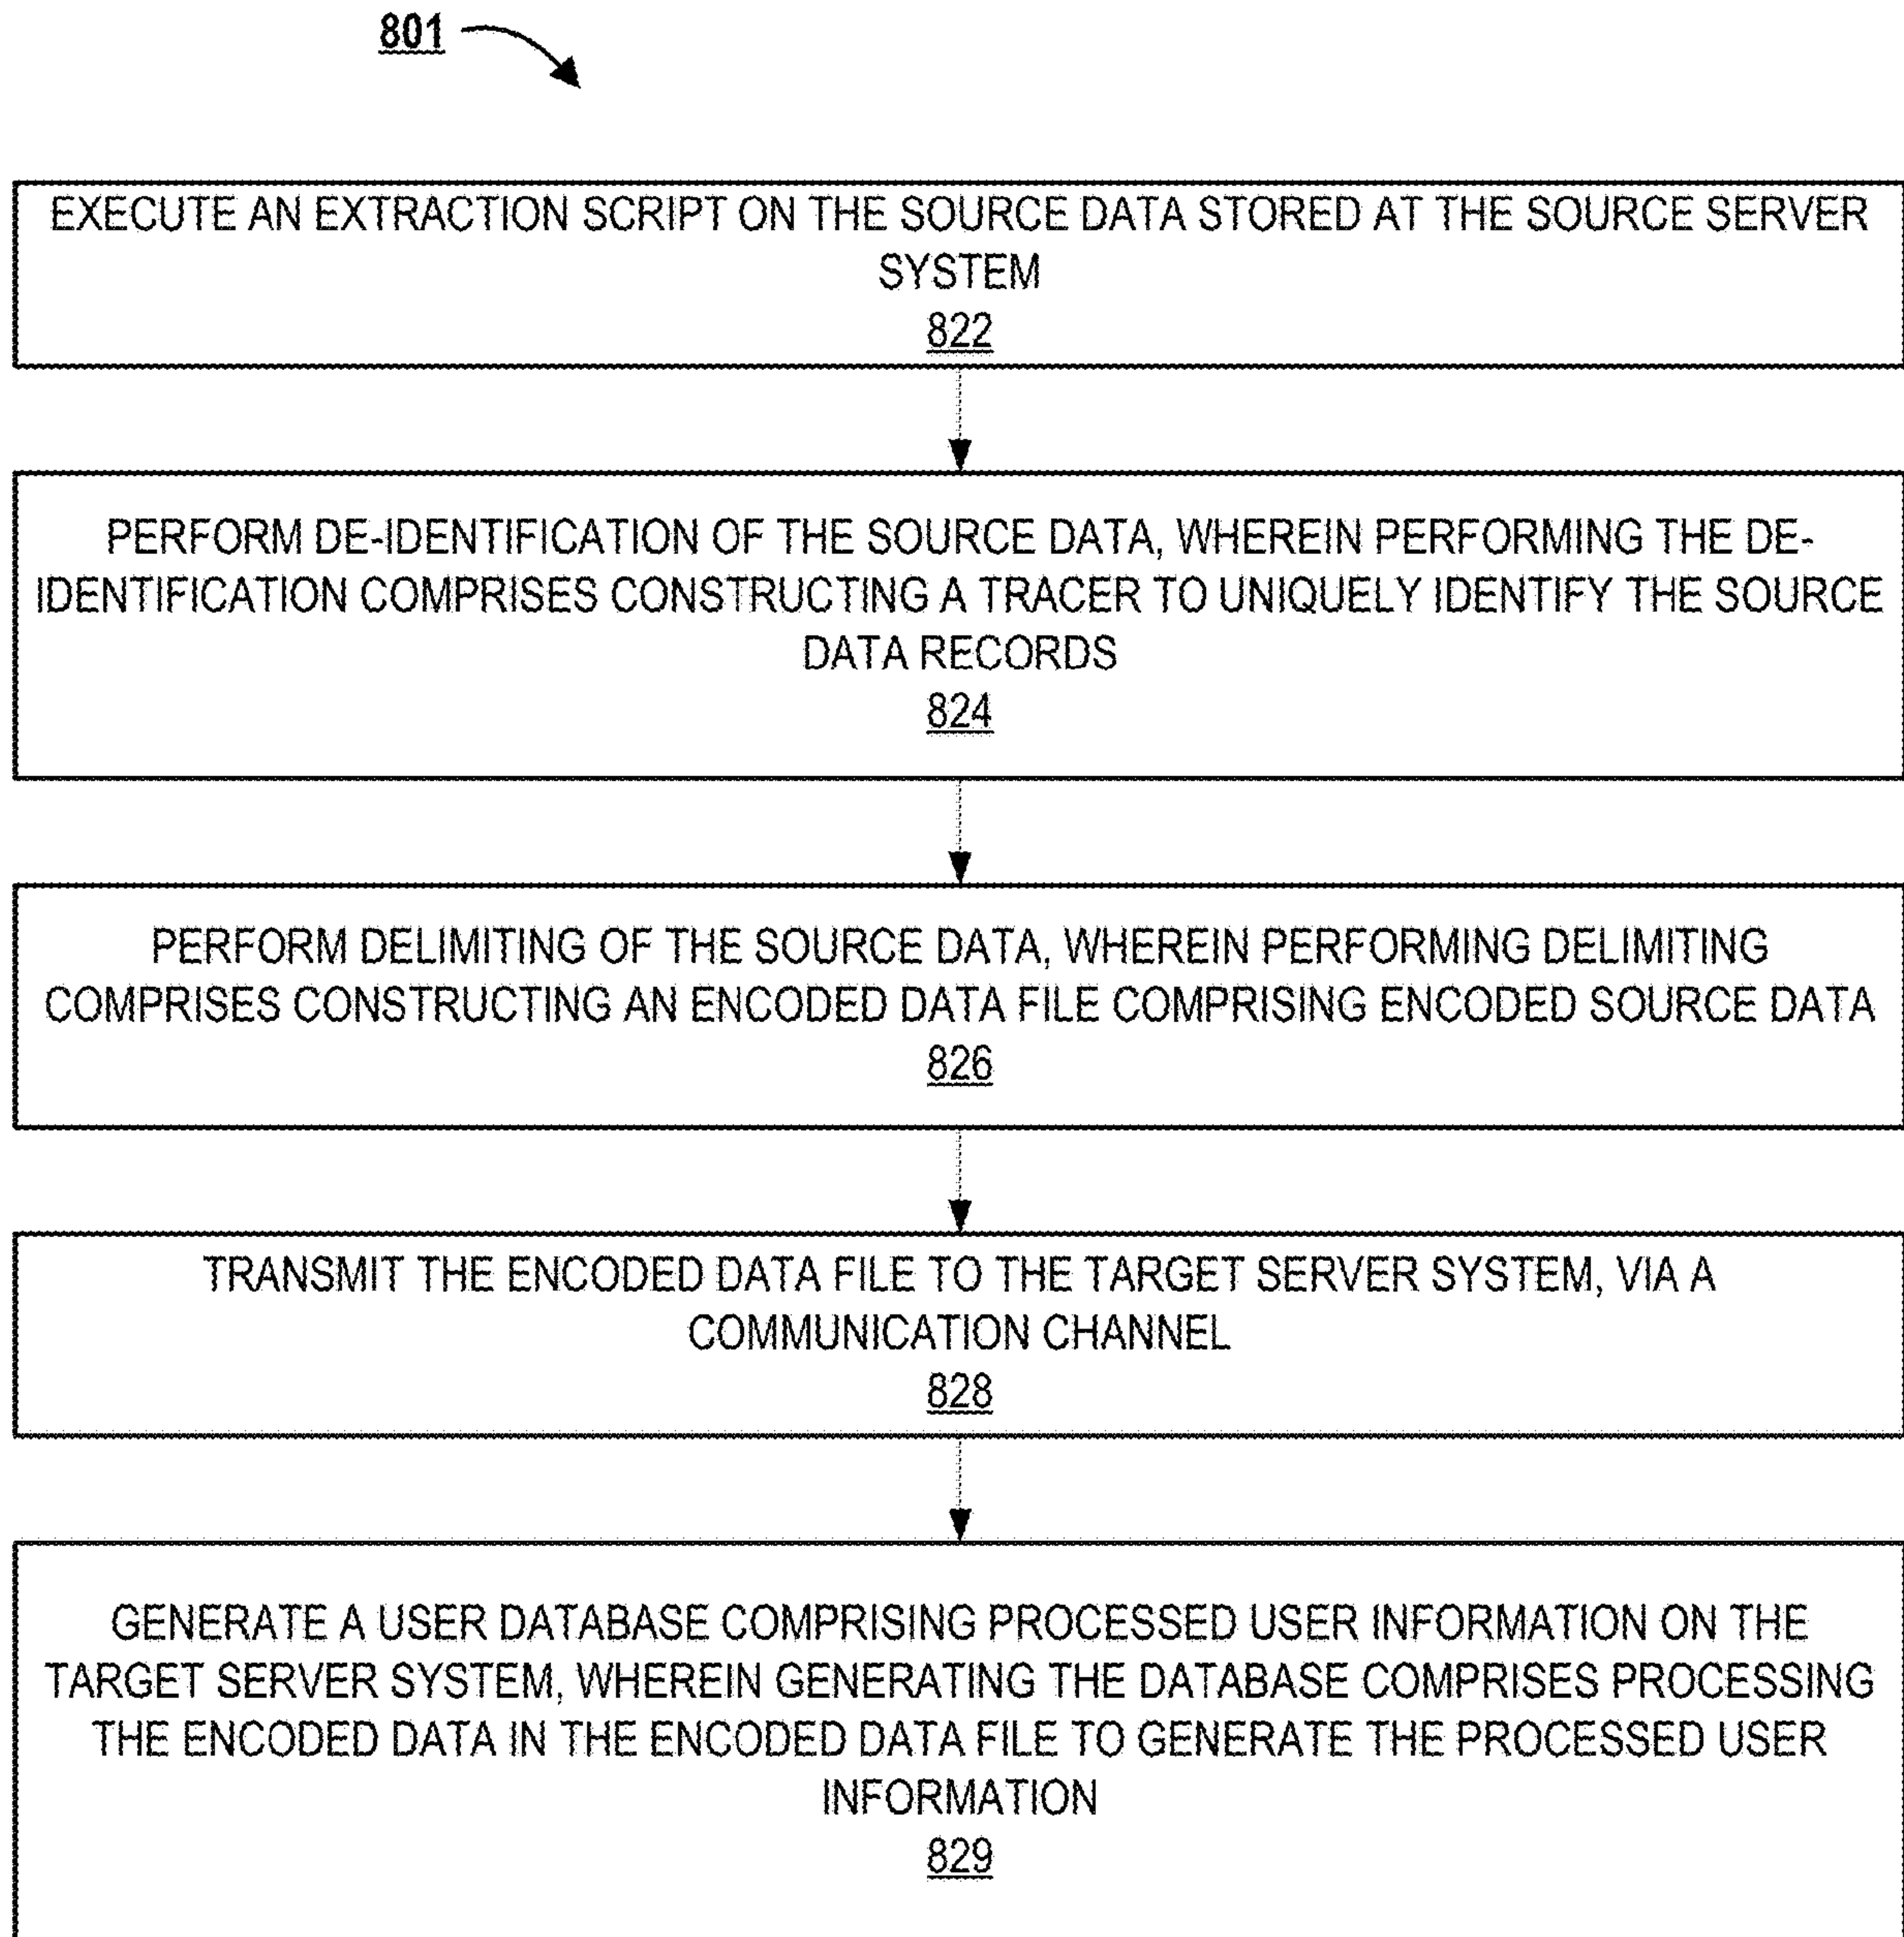 801
EXECUTE AN EXTRACTION SCRIPT ON THE SOURCE DATA STORED AT THE SOURCE SERVER
SYSTEM
822
PERFORM DE-IDENTIFICATION OF THE SOURCE DATA, WHEREIN PERFORMING THE DE-
IDENTIFICATION COMPRISES CONSTRUCTING A TRACER TO UNIQUELY IDENTIFY THE SOURCE
DATA RECORDS
824
PERFORM DELIMITING OF THE SOURCE DATA, WHEREIN PERFORMING DELIMITING
COMPRISES CONSTRUCTING AN ENCODED DATA FILE COMPRISING ENCODED SOURCE DATA
826
TRANSMIT THE ENCODED DATA FILE TO THE TARGET SERVER SYSTEM, VIA A
COMMUNICATION CHANNEL
828
GENERATE A USER DATABASE COMPRISING PROCESSED USER INFORMATION ON THE
TARGET SERVER SYSTEM, WHEREIN GENERATING THE DATABASE COMPRISES PROCESSING
THE ENCODED DATA IN THE ENCODED DATA FILE TO GENERATE THE PROCESSED USER
INFORMATION
829